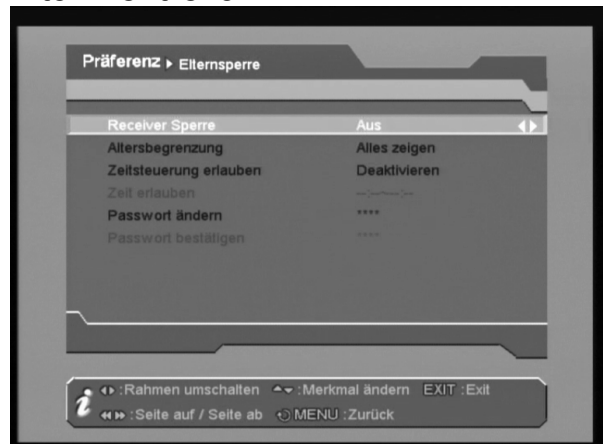 Präferenz ▸ Elternsperre
Receiver Sperre Aus
Altersbegrenzung Alles zeigen
Zeitsteuerung erlauben Deaktivieren
Zeit erlauben --:--~--:--
Passwort ändern ****
Passwort bestätigen ****
:Rahmen umschalten :Merkmal ändern EXIT :Exit
:Seite auf / Seite ab MENU :Zurück